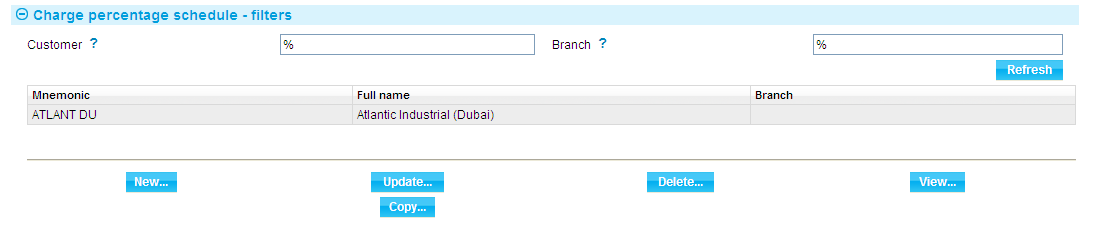 Charge percentage schedule - filters
Customer ? % Branch ? %
Refresh
Mnemonic Full name Branch
ATLANT DU Atlantic Industrial (Dubai)
New... Update... Delete... View...
Copy...